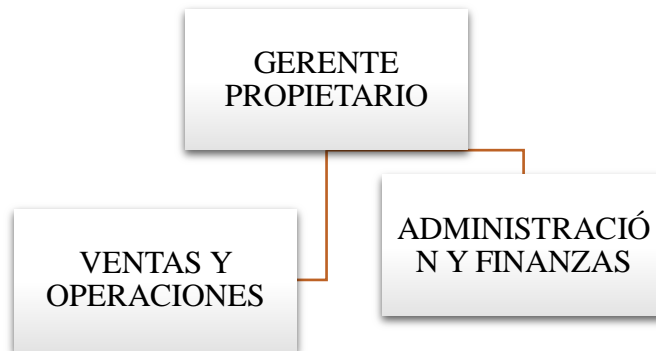 GERENTE
PROPIETARIO
VENTAS Y
OPERACIONES
ADMINISTRACIÓ
N Y FINANZAS